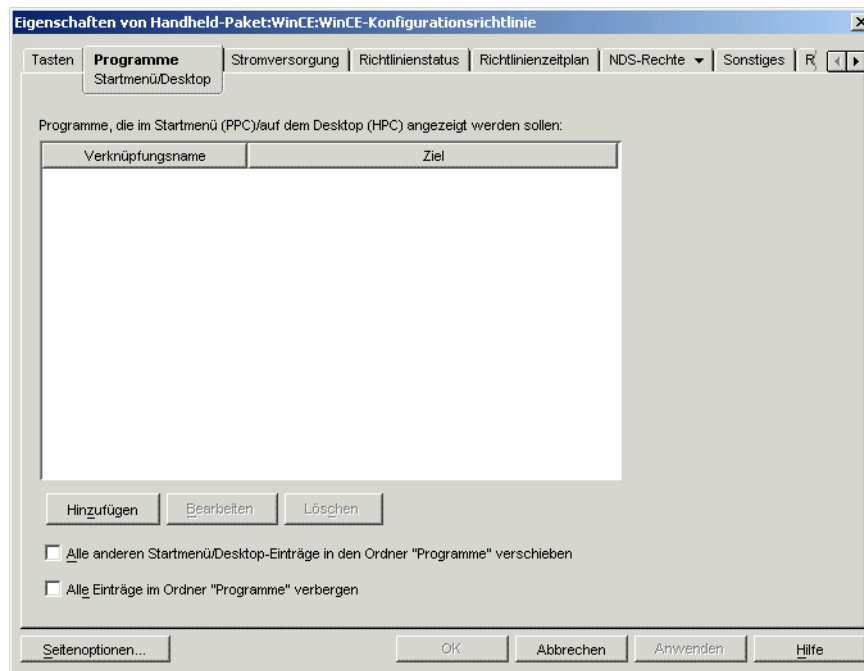 Eigenschaften von Handheld-Paket:WinCE:WinCE-Konfigurationsrichtlinie
Tasten Programme Stromversorgung Richtlinienstatus Richtlinienzeitplan NDS-Rechte Sonstiges R
Startmenü/Desktop
Programme, die im Startmenü (PPC)/auf dem Desktop (HPC) angezeigt werden sollen:
Verknüpfungsname Ziel
Hinzufügen Bearbeiten Löschen
Alle anderen Startmenü/Desktop-Einträge in den Ordner "Programme" verschieben
Alle Einträge im Ordner "Programme" verbergen
Seitenoptionen... OK Abbrechen Anwenden Hilfe